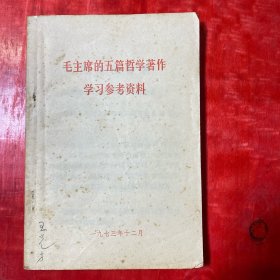 毛主席的五篇哲学著作
学习参考资料
一九七三年十二月